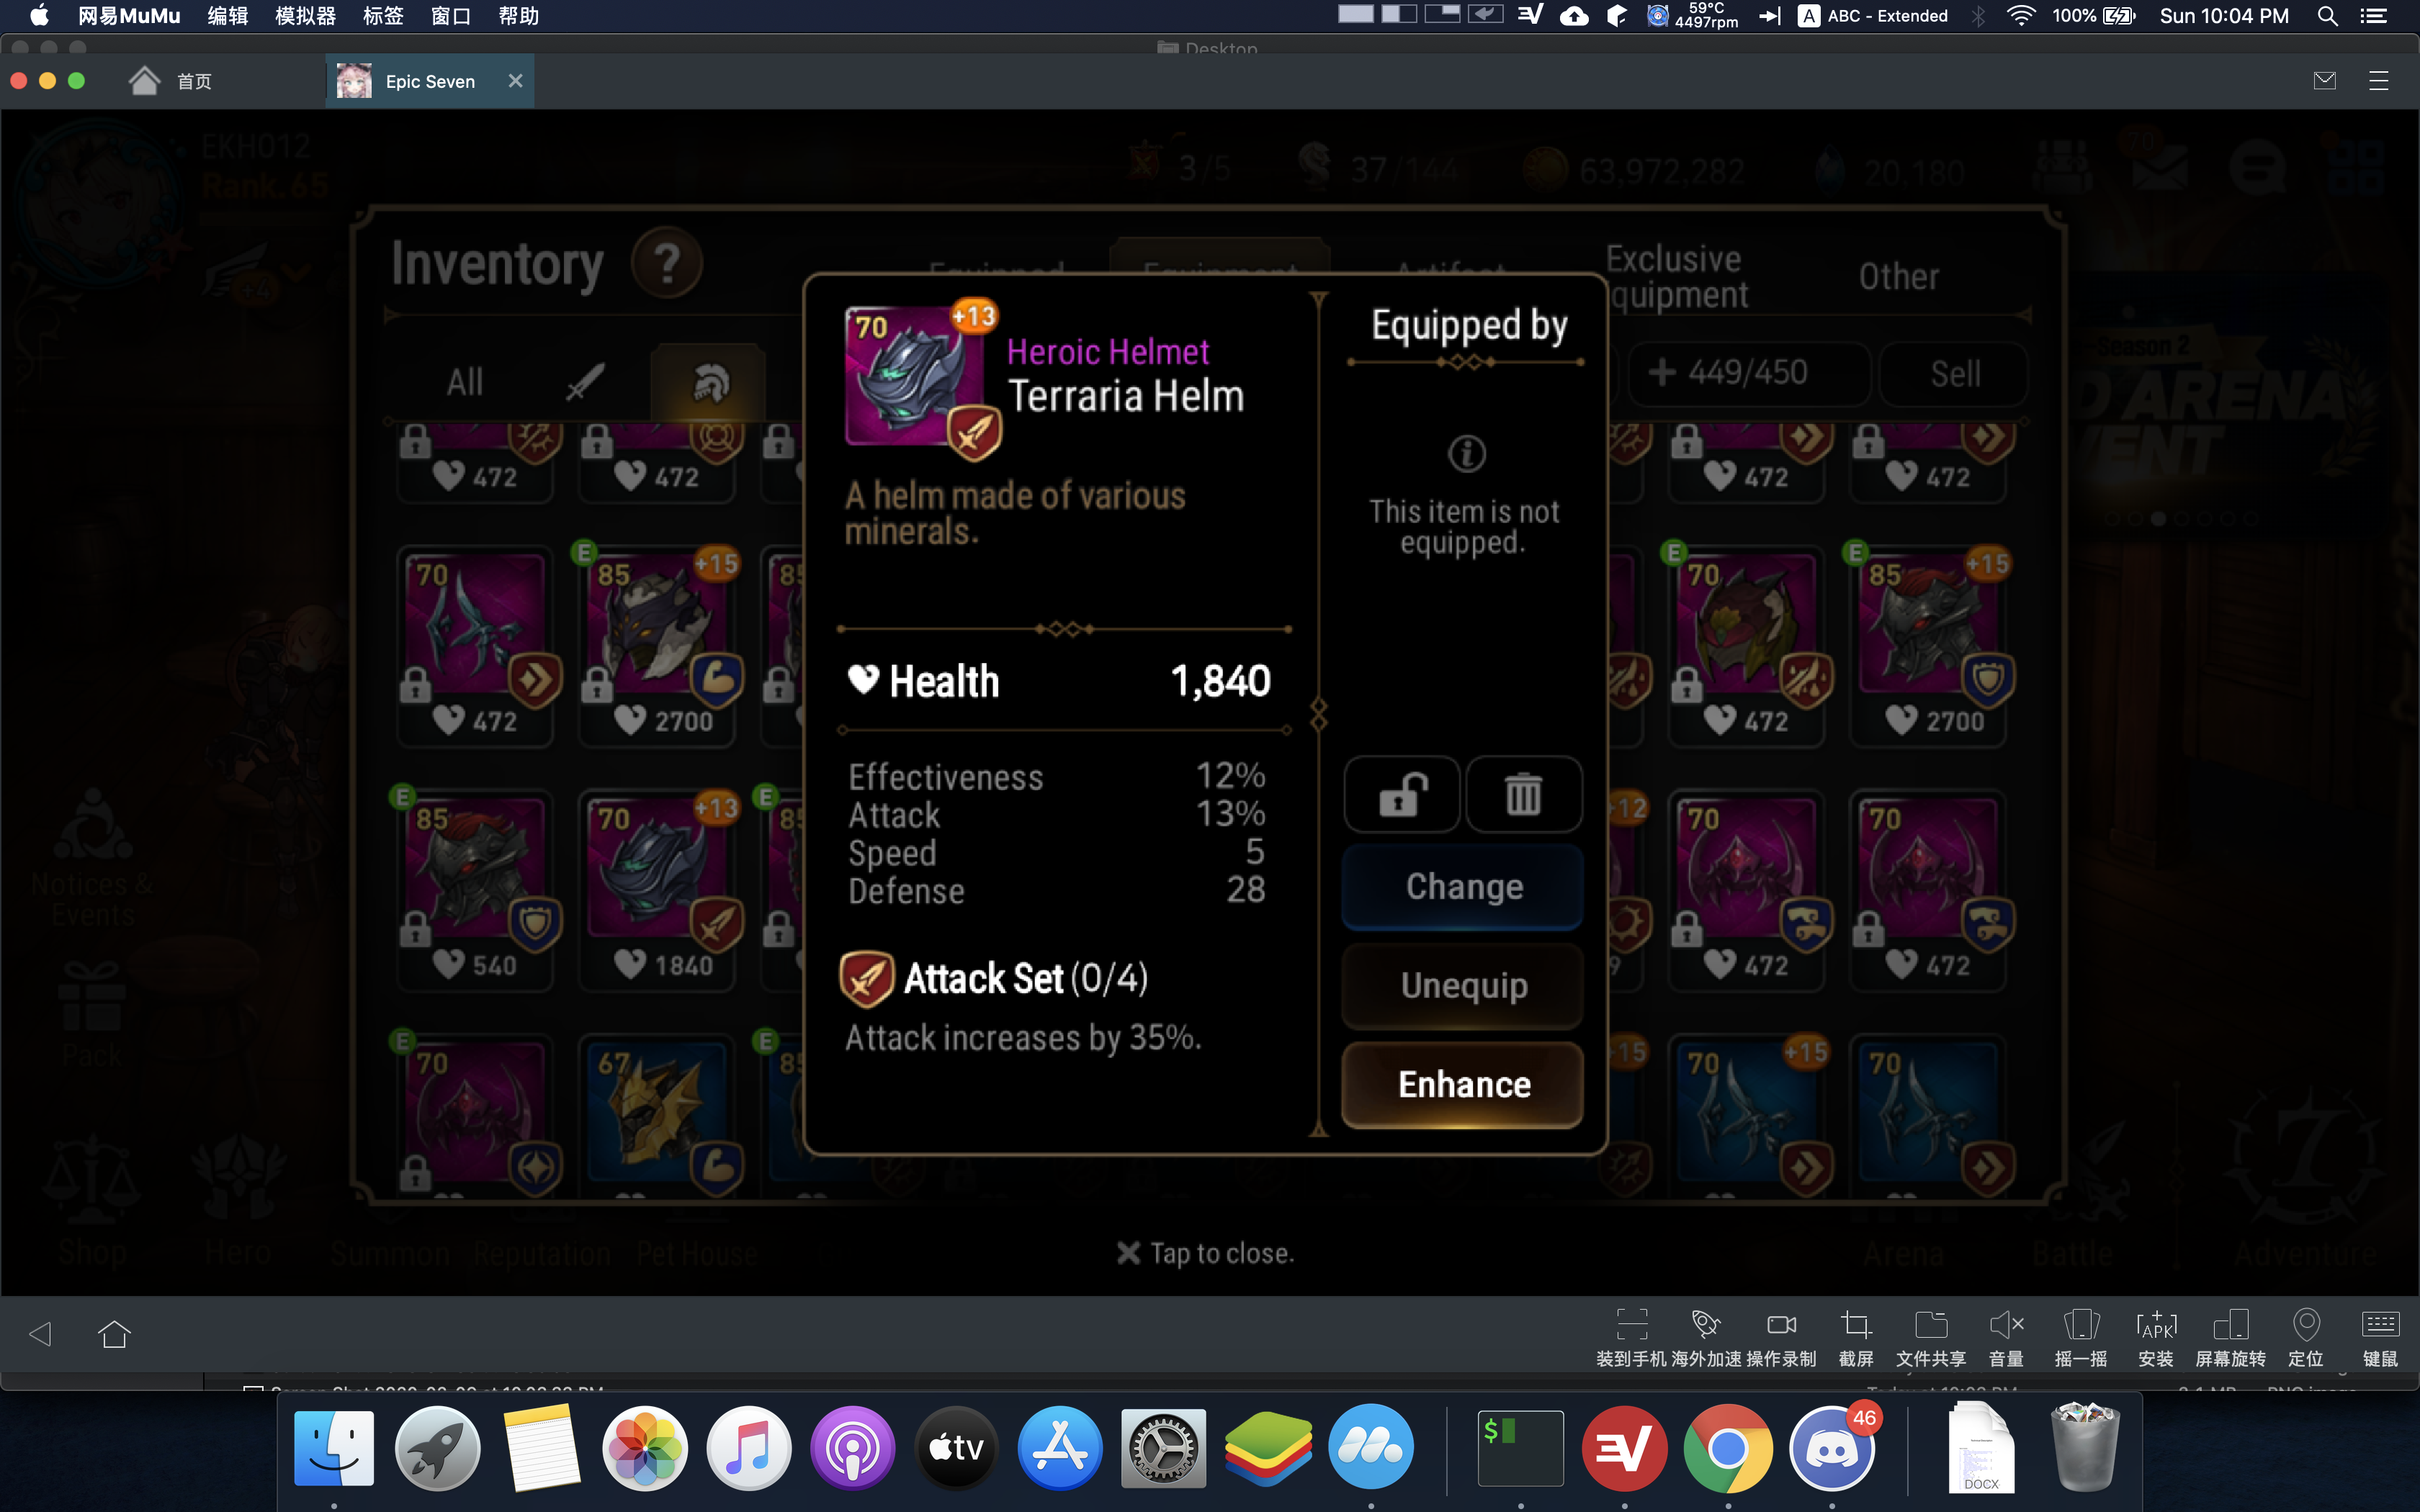 网易MuMu 编辑 模拟器 标签 窗口 帮助
59°C
4497rpm
A ABC - Extended
100%
Sun 10:04 PM
Desktop
首页
Epic Seven
EKHO12
Rank.65
+4
3/5
37/144
63,972,282
20,180
70
Inventory ?
Equipped
Equipment
Artifact
Exclusive
quipment
Other
All
449/450
Sell
Season 2
D ARENA
VENT
70 +13
Heroic Helmet
Terraria Helm
A helm made of various
minerals.
Health 1,840
Effectiveness 12%
Attack 13%
Speed 5
Defense 28
Attack Set (0/4)
Attack increases by 35%.
Equipped by
This item is not
equipped.
Change
Unequip
Enhance
472
472
472
472
70
472
E 85 +15
2700
E 70
472
E 85 +15
2700
E 85
540
70 +13
1840
E
+12
70
472
70
472
E 70
67
E
+15
70 +15
70
Notices &
Events
Pack
Shop
Hero
Summon
Reputation
Pet House
Arena
Battle
Adventure
Tap to close.
装到手机
海外加速
操作录制
截屏
文件共享
音量
摇一摇
APK
安装
屏幕旋转
定位
键鼠
tv
$
46
DOCX